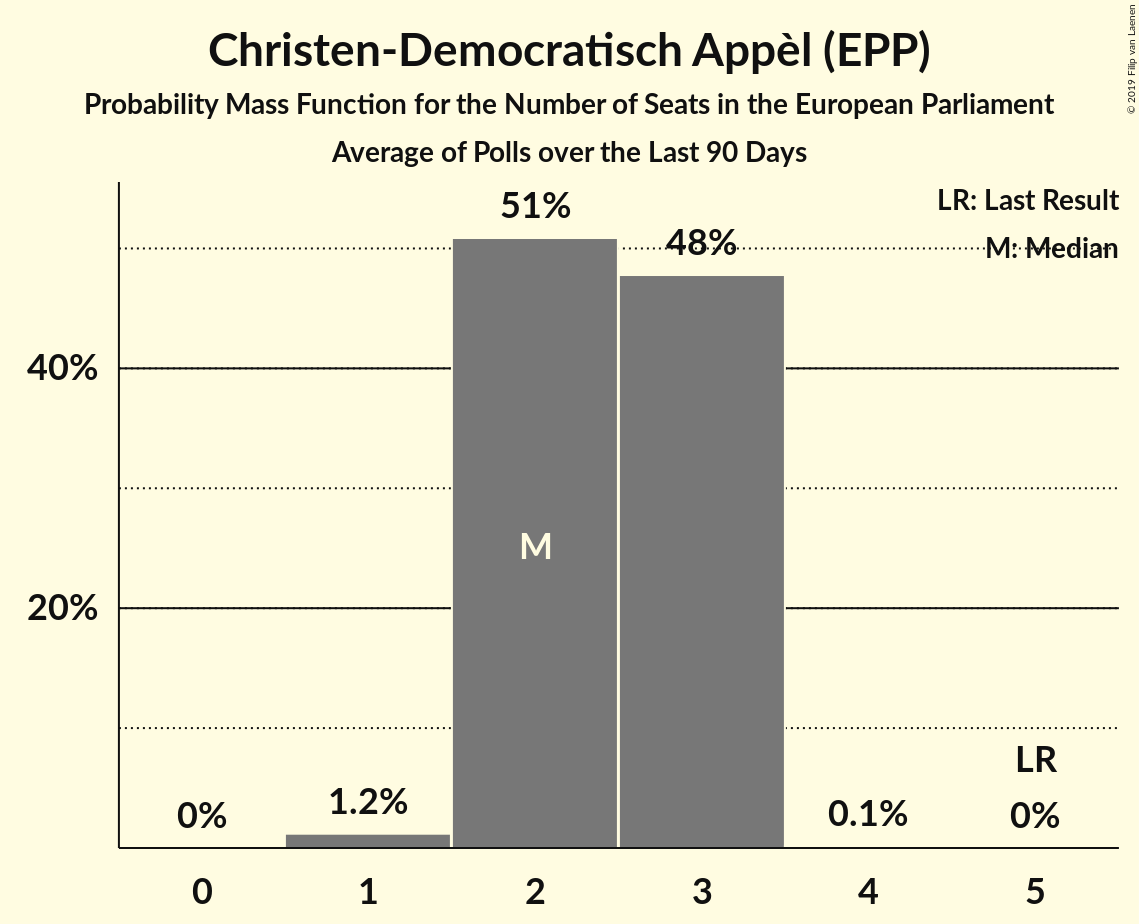 Christen-Democratisch Appèl (EPP)
Probability Mass Function for the Number of Seats in the European Parliament
Average of Polls over the Last 90 Days
© 2019 Filip van Laenen
LR: Last Result
M: Median
51%
48%
40%
M
20%
LR
0%
1.2%
0.1%
0%
0 1 2 3 4 5